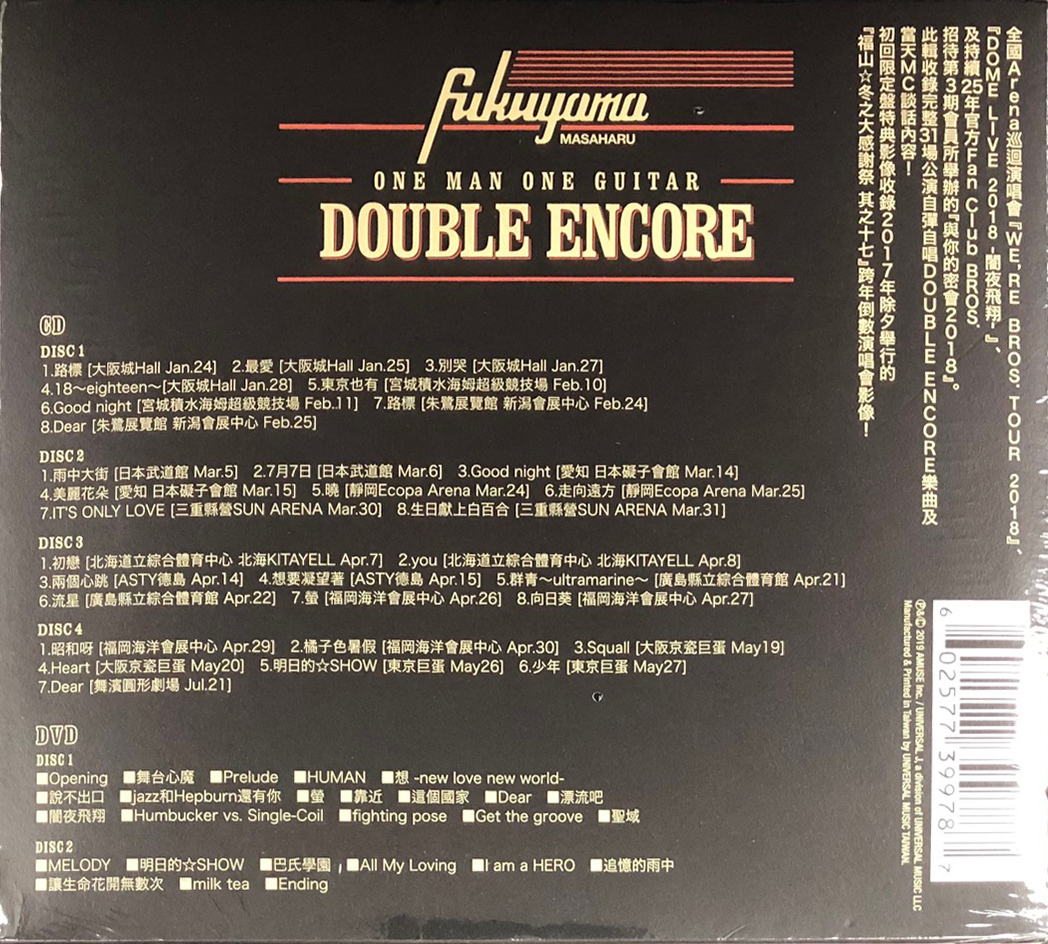 fukuyama
MASAHARU
ONE MAN ONE GUITAR
DOUBLE ENCORE
全國Arena巡迴演唱會『WE'RE BROS. TOUR 2018』、
『DOME LIVE 2018 -闇夜飛翔-』、
及持續25年官方Fan Club BROS.
招待第3期會員所舉辦的『與你的密會2018』。
此輯收錄完整31場公演自彈自唱DOUBLE ENCORE樂曲及
當天MC談話內容！
初回限定盤特典影像收錄2017年除夕舉行的
『福山☆冬之大感謝祭 其之十七』跨年倒數演唱會影像！
CD
DISC 1
1.路標 [大阪城Hall Jan.24] 2.最愛 [大阪城Hall Jan.25] 3.別哭 [大阪城Hall Jan.27]
4.18～eighteen～[大阪城Hall Jan.28] 5.東京也有 [宮城積水海姆超級競技場 Feb.10]
6.Good night [宮城積水海姆超級競技場 Feb.11] 7.路標 [朱鷺展覽館 新潟會展中心 Feb.24]
8.Dear [朱鷺展覽館 新潟會展中心 Feb.25]
DISC 2
1.雨中大街 [日本武道館 Mar.5] 2.7月7日 [日本武道館 Mar.6] 3.Good night [愛知 日本礙子會館 Mar.14]
4.美麗花朵 [愛知 日本礙子會館 Mar.15] 5.曉 [靜岡Ecopa Arena Mar.24] 6.走向遠方 [靜岡Ecopa Arena Mar.25]
7.IT'S ONLY LOVE [三重縣營SUN ARENA Mar.30] 8.生日獻上白百合 [三重縣營SUN ARENA Mar.31]
DISC 3
1.初戀 [北海道立綜合體育中心 北海KITAYELL Apr.7] 2.you [北海道立綜合體育中心 北海KITAYELL Apr.8]
3.兩個心跳 [ASTY德島 Apr.14] 4.想要凝望著 [ASTY德島 Apr.15] 5.群青～ultramarine～ [廣島縣立綜合體育館 Apr.21]
6.流星 [廣島縣立綜合體育館 Apr.22] 7.螢 [福岡海洋會展中心 Apr.26] 8.向日葵 [福岡海洋會展中心 Apr.27]
DISC 4
1.昭和呀 [福岡海洋會展中心 Apr.29] 2.橘子色暑假 [福岡海洋會展中心 Apr.30] 3.Squall [大阪京瓷巨蛋 May19]
4.Heart [大阪京瓷巨蛋 May20] 5.明日的☆SHOW [東京巨蛋 May26] 6.少年 [東京巨蛋 May27]
7.Dear [舞濱圓形劇場 Jul.21]
DVD
DISC 1
■Opening ■舞台心魔 ■Prelude ■HUMAN ■想 -new love new world-
■說不出口 ■jazz和Hepburn還有你 ■螢 ■靠近 ■這個國家 ■Dear ■漂流吧
■闇夜飛翔 ■Humbucker vs. Single-Coil ■fighting pose ■Get the groove ■聖域
DISC 2
■MELODY ■明日的☆SHOW ■巴氏學園 ■All My Loving ■I am a HERO ■追憶的雨中
■讓生命花開無數次 ■milk tea ■Ending
℗&© 2019 AMUSE Inc. / UNIVERSAL J, a division of UNIVERSAL MUSIC LLC
Manufactured & Printed in Taiwan by UNIVERSAL MUSIC TAIWAN.
6 02577 39978 7